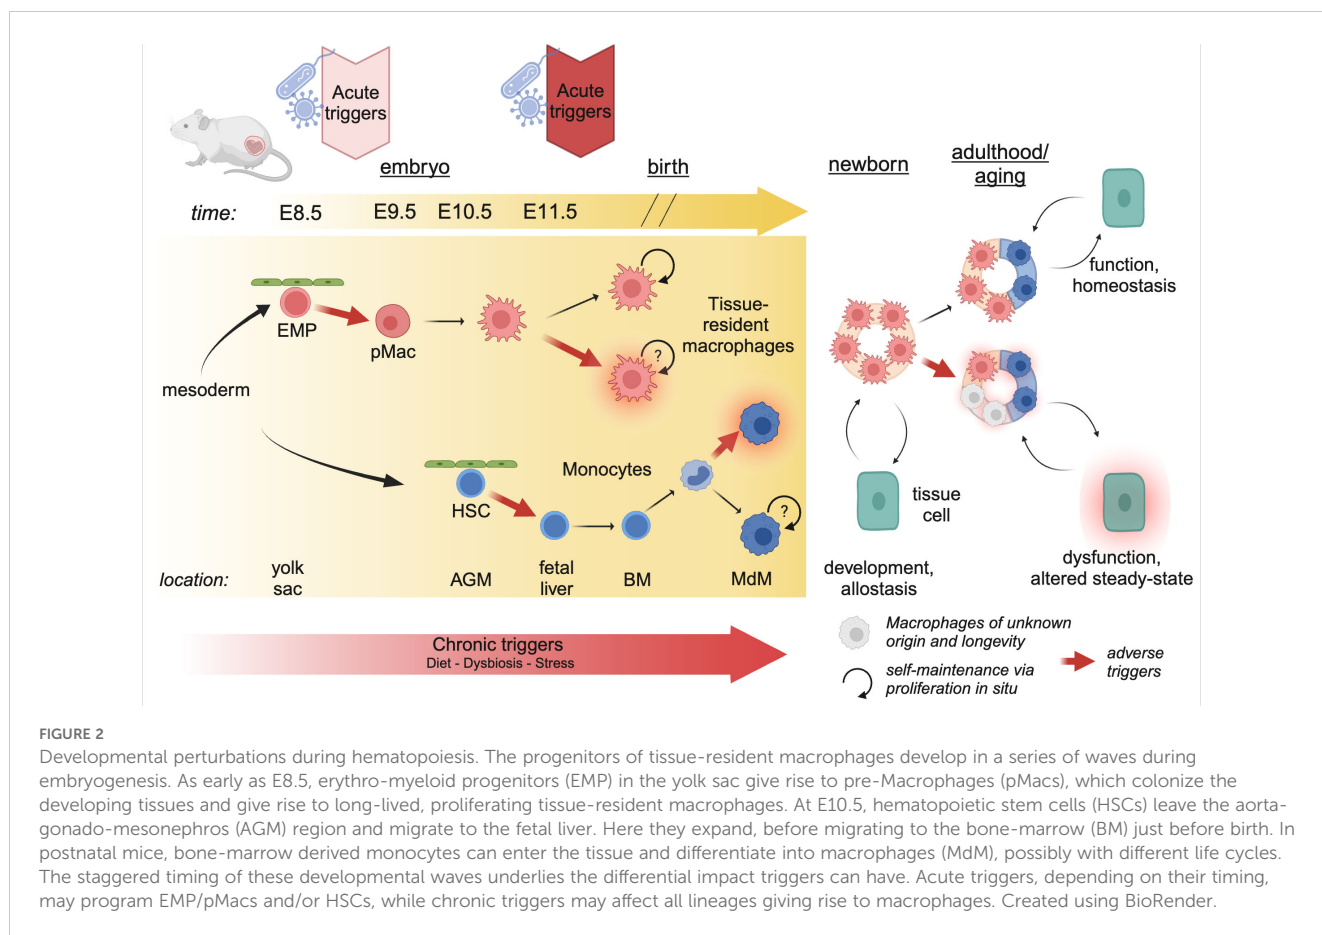 Acute
triggers
Acute
triggers
embryo
birth
newborn
adulthood/
aging
time:
E8.5
E9.5
E10.5
E11.5
function,
homeostasis
EMP
pMac
Tissue-
resident
macrophages
?
mesoderm
Monocytes
HSC
?
tissue
cell
location:
yolk
sac
AGM
fetal
liver
BM
MdM
development,
allostasis
dysfunction,
altered steady-state
Chronic triggers
Diet - Dysbiosis - Stress
Macrophages of unknown
origin and longevity
self-maintenance via
proliferation in situ
adverse
triggers
FIGURE 2
Developmental perturbations during hematopoiesis. The progenitors of tissue-resident macrophages develop in a series of waves during
embryogenesis. As early as E8.5, erythro-myeloid progenitors (EMP) in the yolk sac give rise to pre-Macrophages (pMacs), which colonize the
developing tissues and give rise to long-lived, proliferating tissue-resident macrophages. At E10.5, hematopoietic stem cells (HSCs) leave the aorta-
gonado-mesonephros (AGM) region and migrate to the fetal liver. Here they expand, before migrating to the bone-marrow (BM) just before birth. In
postnatal mice, bone-marrow derived monocytes can enter the tissue and differentiate into macrophages (MdM), possibly with different life cycles.
The staggered timing of these developmental waves underlies the differential impact triggers can have. Acute triggers, depending on their timing,
may program EMP/pMacs and/or HSCs, while chronic triggers may affect all lineages giving rise to macrophages. Created using BioRender.